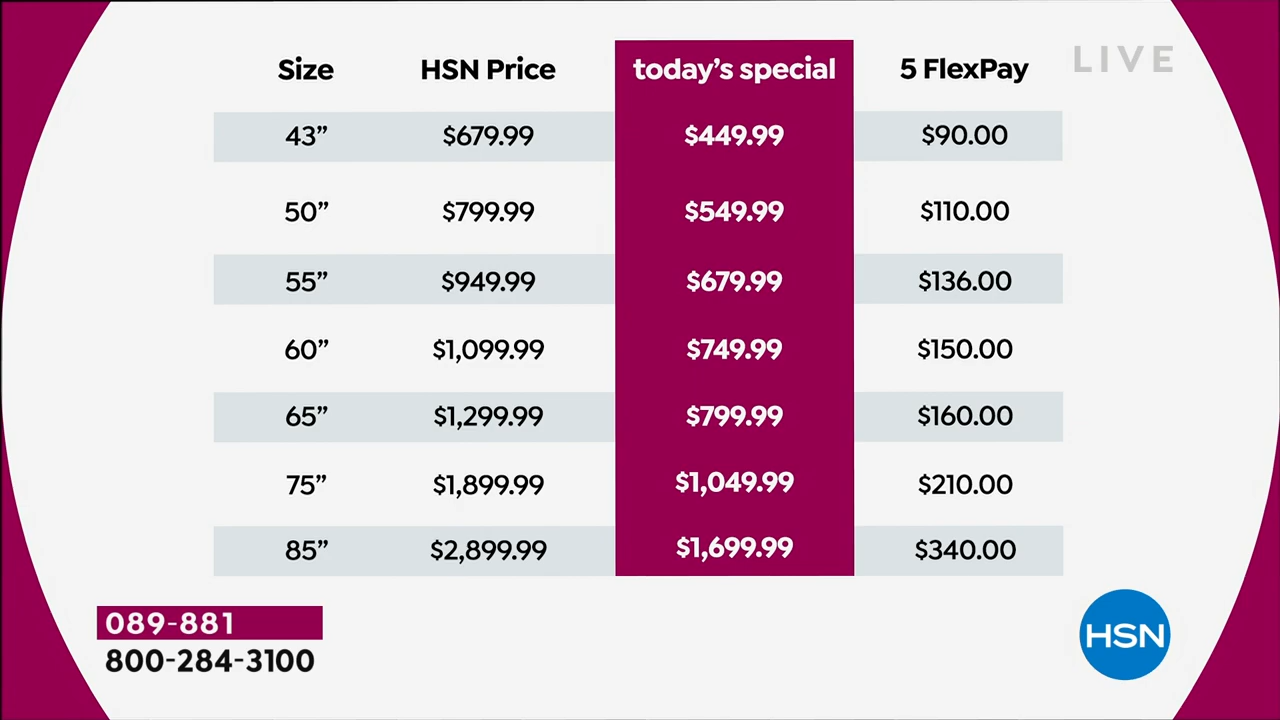 LIVE
Size HSN Price today's special 5 FlexPay
43” $679.99 $449.99 $90.00
50” $799.99 $549.99 $110.00
55” $949.99 $679.99 $136.00
60” $1,099.99 $749.99 $150.00
65” $1,299.99 $799.99 $160.00
75” $1,899.99 $1,049.99 $210.00
85” $2,899.99 $1,699.99 $340.00
089-881
800-284-3100
HSN